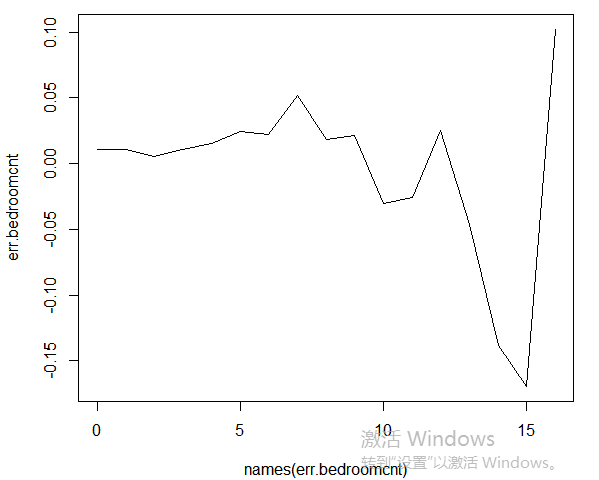 0.10
0.05
0.00
-0.05
-0.10
-0.15
err.bedroomcnt
0 5 10 15
激活 Windows
转到“设置”以激活 Windows。
names(err.bedroomcnt)